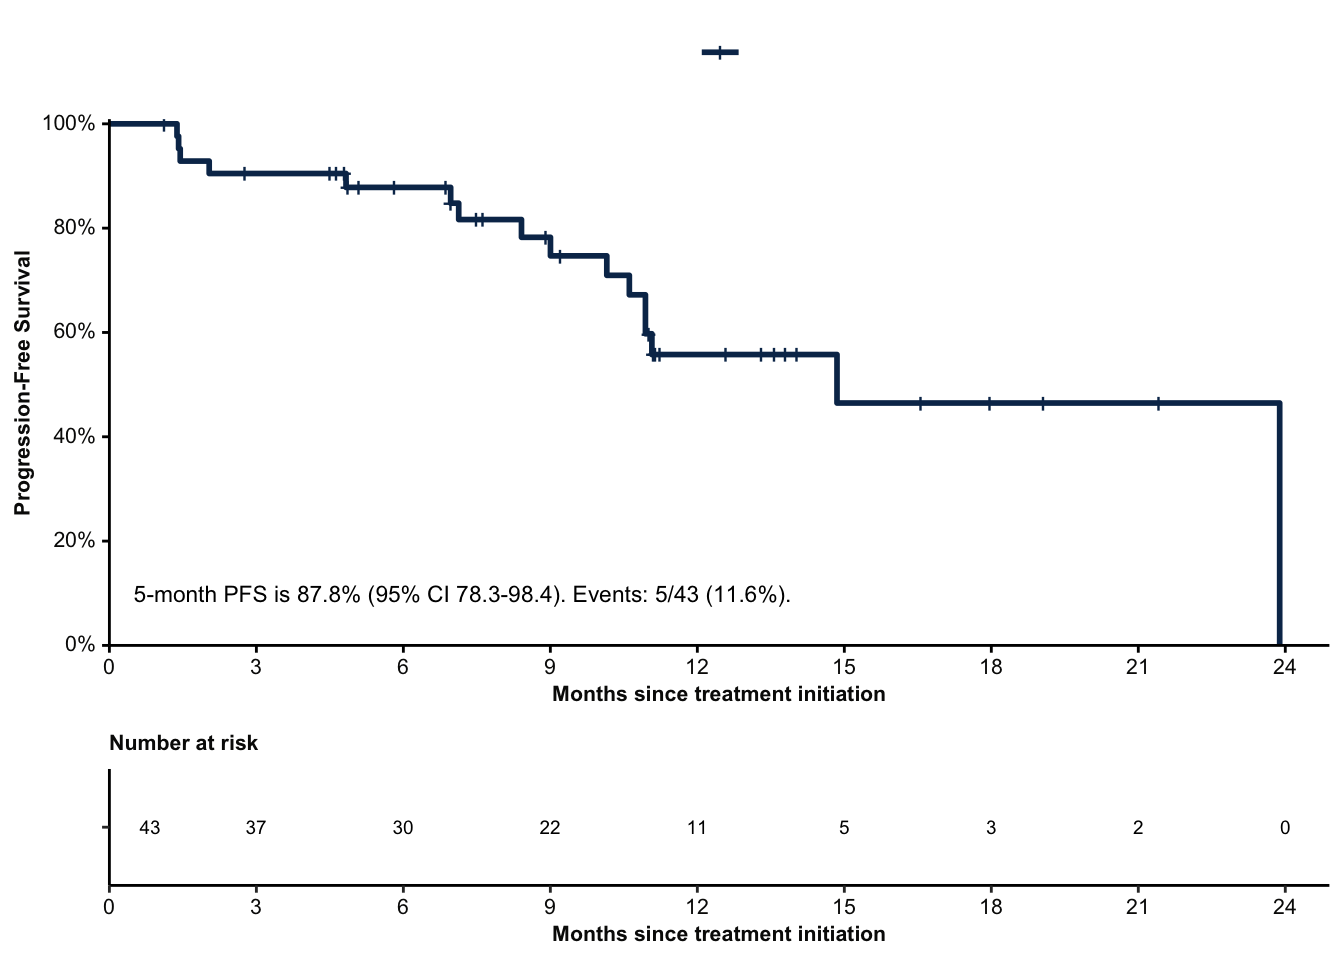 100%
80%
60%
40%
20%
0%
Progression-Free Survival
5-month PFS is 87.8% (95% CI 78.3-98.4). Events: 5/43 (11.6%).
0 3 6 9 12 15 18 21 24
Months since treatment initiation
Number at risk
43 37 30 22 11 5 3 2 0
0 3 6 9 12 15 18 21 24
Months since treatment initiation